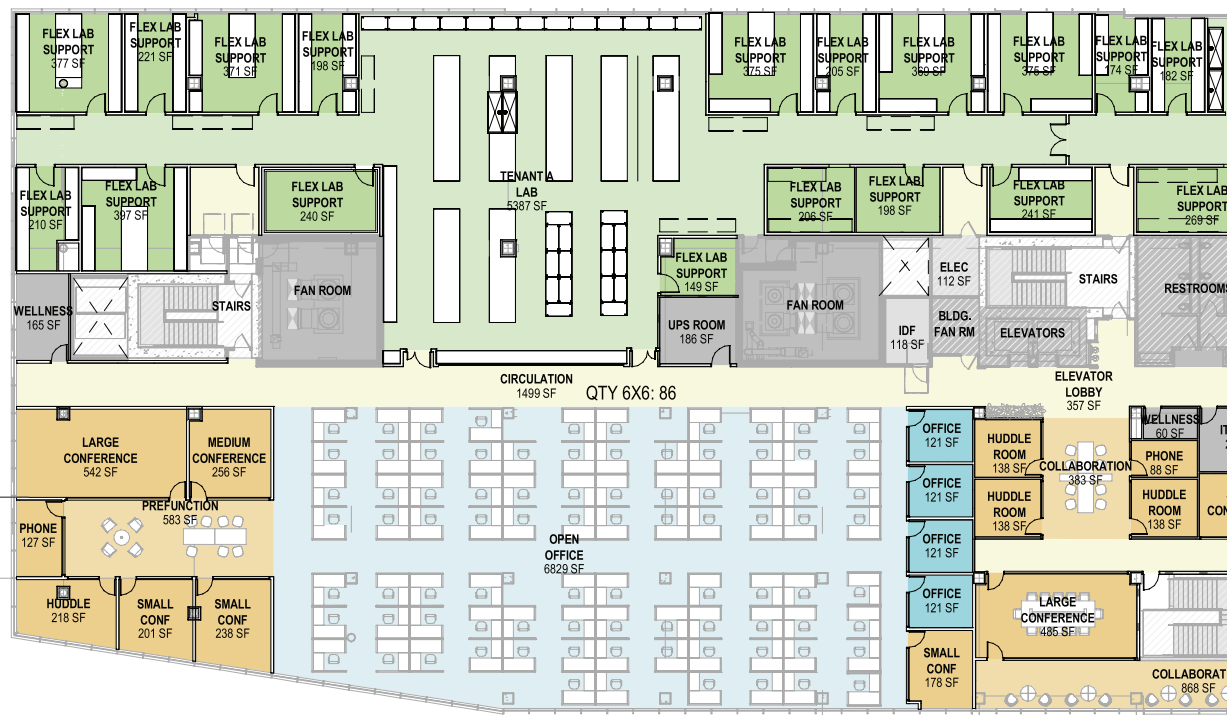 FLEX LAB
SUPPORT
377 SF
FLEX LAB
SUPPORT
221 SF
FLEX LAB
SUPPORT
371 SF
FLEX LAB
SUPPORT
198 SF
FLEX LAB
SUPPORT
375 SF
FLEX LAB
SUPPORT
205 SF
FLEX LAB
SUPPORT
369 SF
FLEX LAB
SUPPORT
375 SF
FLEX LAB
SUPPORT
174 SF
FLEX LAB
SUPPORT
182 SF
FLEX LAB
SUPPORT
210 SF
FLEX LAB
SUPPORT
397 SF
FLEX LAB
SUPPORT
240 SF
TENANT A
LAB
5387 SF
FLEX LAB
SUPPORT
206 SF
FLEX LAB
SUPPORT
198 SF
FLEX LAB
SUPPORT
241 SF
FLEX LAB
SUPPORT
269 SF
FLEX LAB
SUPPORT
149 SF
WELLNESS
165 SF
STAIRS
FAN ROOM
UPS ROOM
186 SF
FAN ROOM
X
ELEC
112 SF
IDF
118 SF
BLDG.
FAN RM
STAIRS
ELEVATORS
RESTROOMS
CIRCULATION
1499 SF
QTY 6X6: 86
ELEVATOR
LOBBY
357 SF
LARGE
CONFERENCE
542 SF
MEDIUM
CONFERENCE
256 SF
PREFUNCTION
583 SF
PHONE
127 SF
HUDDLE
218 SF
SMALL
CONF
201 SF
SMALL
CONF
238 SF
OPEN
OFFICE
6829 SF
OFFICE
121 SF
OFFICE
121 SF
OFFICE
121 SF
OFFICE
121 SF
SMALL
CONF
178 SF
HUDDLE
ROOM
138 SF
HUDDLE
ROOM
138 SF
COLLABORATION
383 SF
WELLNESS
60 SF
PHONE
88 SF
HUDDLE
ROOM
138 SF
IT
CON
LARGE
CONFERENCE
485 SF
COLLABORAT
868 SF